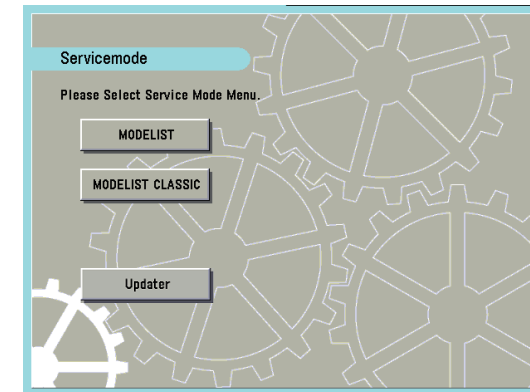 Servicemode
Please Select Service Mode Menu.
MODELIST
MODELIST CLASSIC
Updater